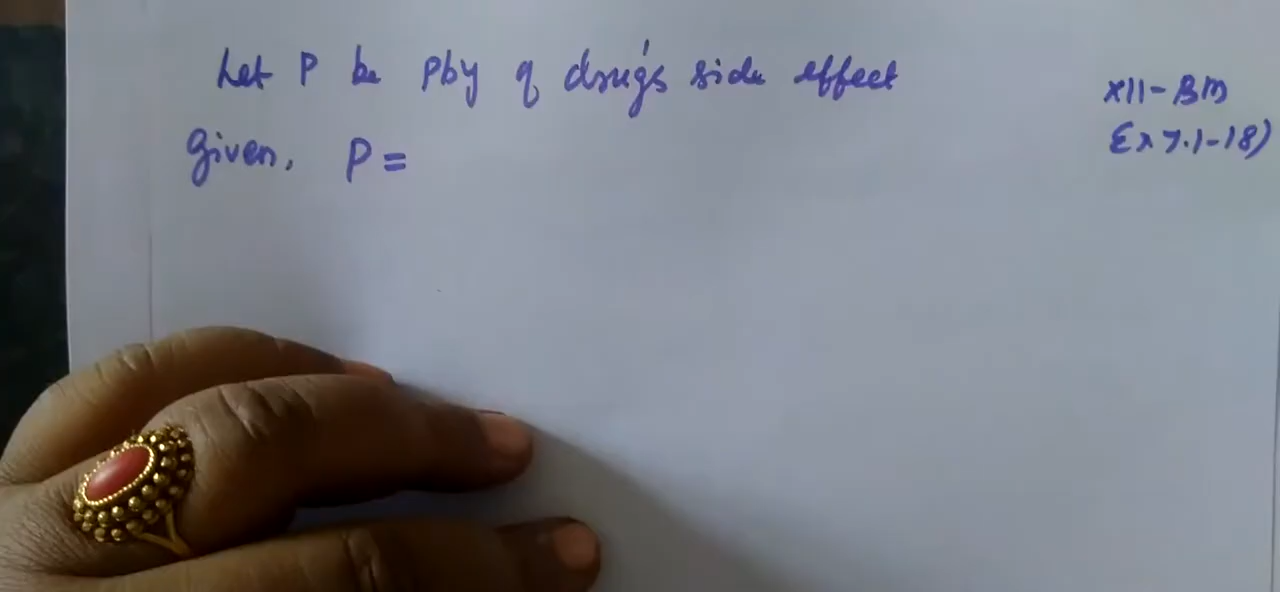 Let P be pby of drug's side effect
Given, P =
XII-BM
Ex 7.1-18)